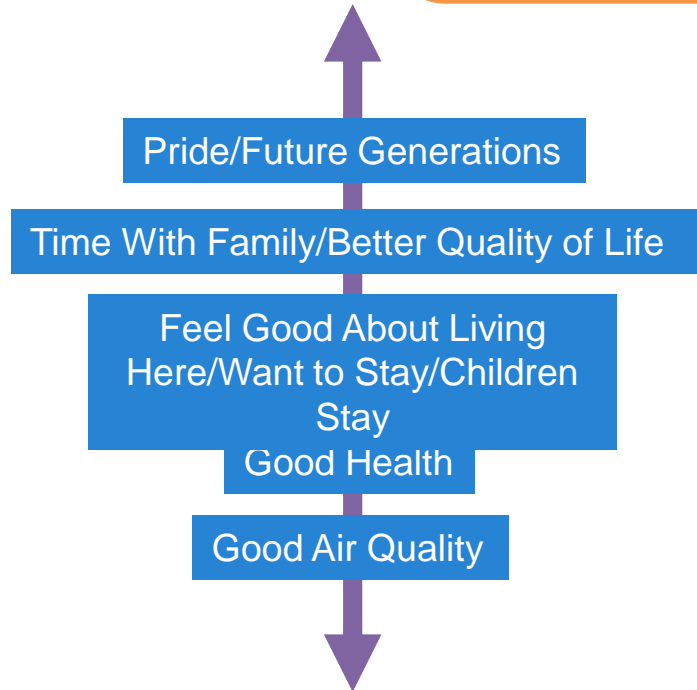 Pride/Future Generations
Time With Family/Better Quality of Life
Feel Good About Living
Here/Want to Stay/Children
Stay
Good Health
Good Air Quality